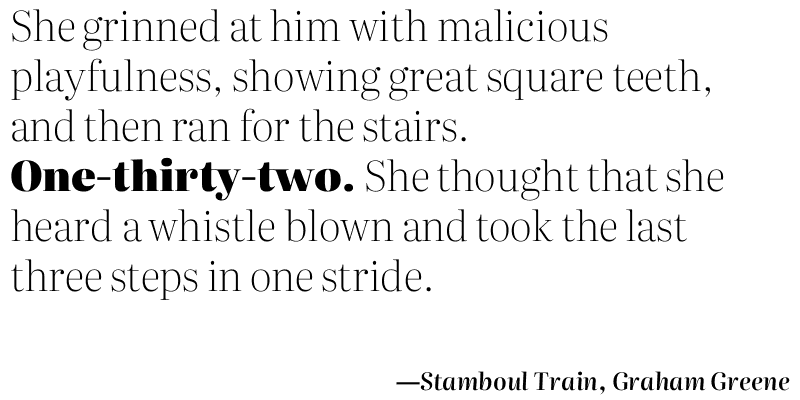 She grinned at him with malicious
playfulness, showing great square teeth,
and then ran for the stairs.
One-thirty-two. She thought that she
heard a whistle blown and took the last
three steps in one stride.
—Stamboul Train, Graham Greene